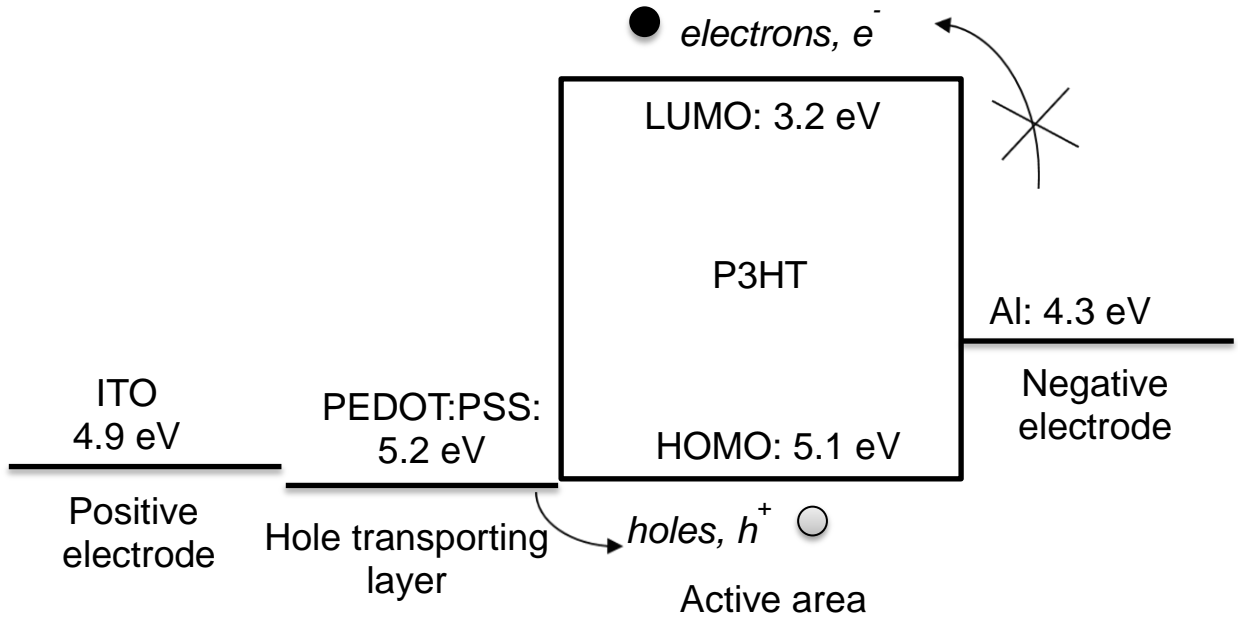 electrons, e⁻
LUMO: 3.2 eV
P3HT
HOMO: 5.1 eV
Al: 4.3 eV
Negative
electrode
ITO
4.9 eV
Positive
electrode
PEDOT:PSS:
5.2 eV
Hole transporting
layer
holes, h⁺
Active area